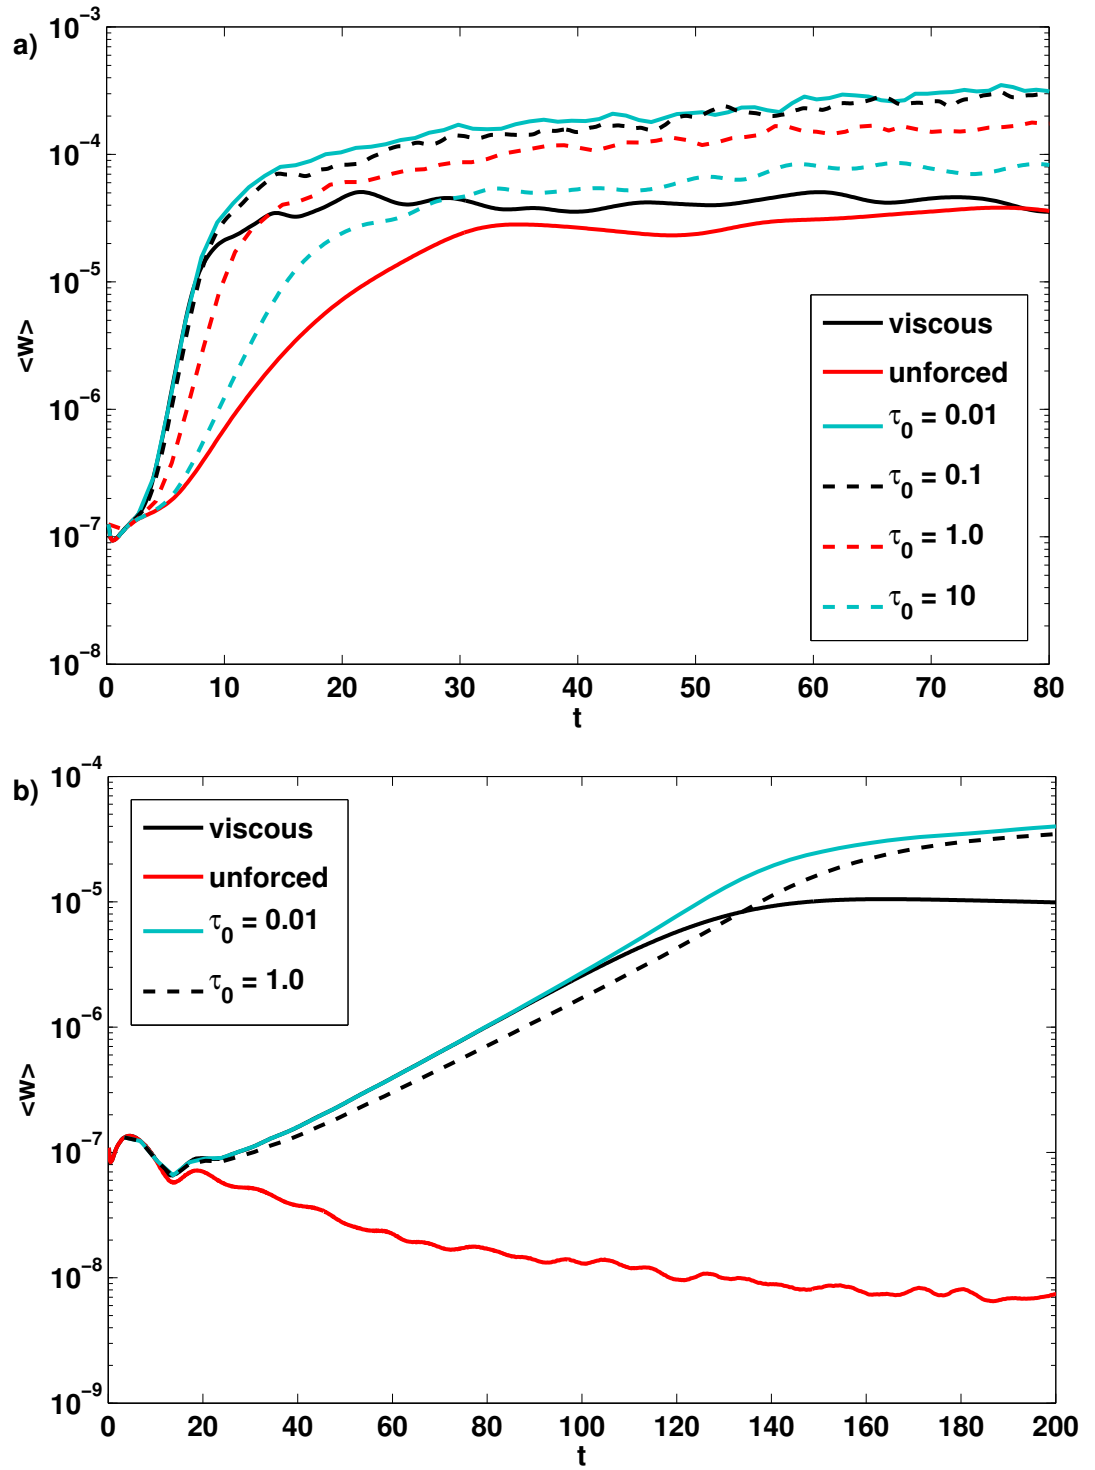 a)
10⁻³
10⁻⁴
10⁻⁵
10⁻⁶
10⁻⁷
10⁻⁸
<w>
viscous
unforced
τ₀ = 0.01
τ₀ = 0.1
τ₀ = 1.0
τ₀ = 10
0 10 20 30 40 50 60 70 80
t
b)
10⁻⁴
10⁻⁵
10⁻⁶
10⁻⁷
10⁻⁸
10⁻⁹
<w>
viscous
unforced
τ₀ = 0.01
τ₀ = 1.0
0 20 40 60 80 100 120 140 160 180 200
t